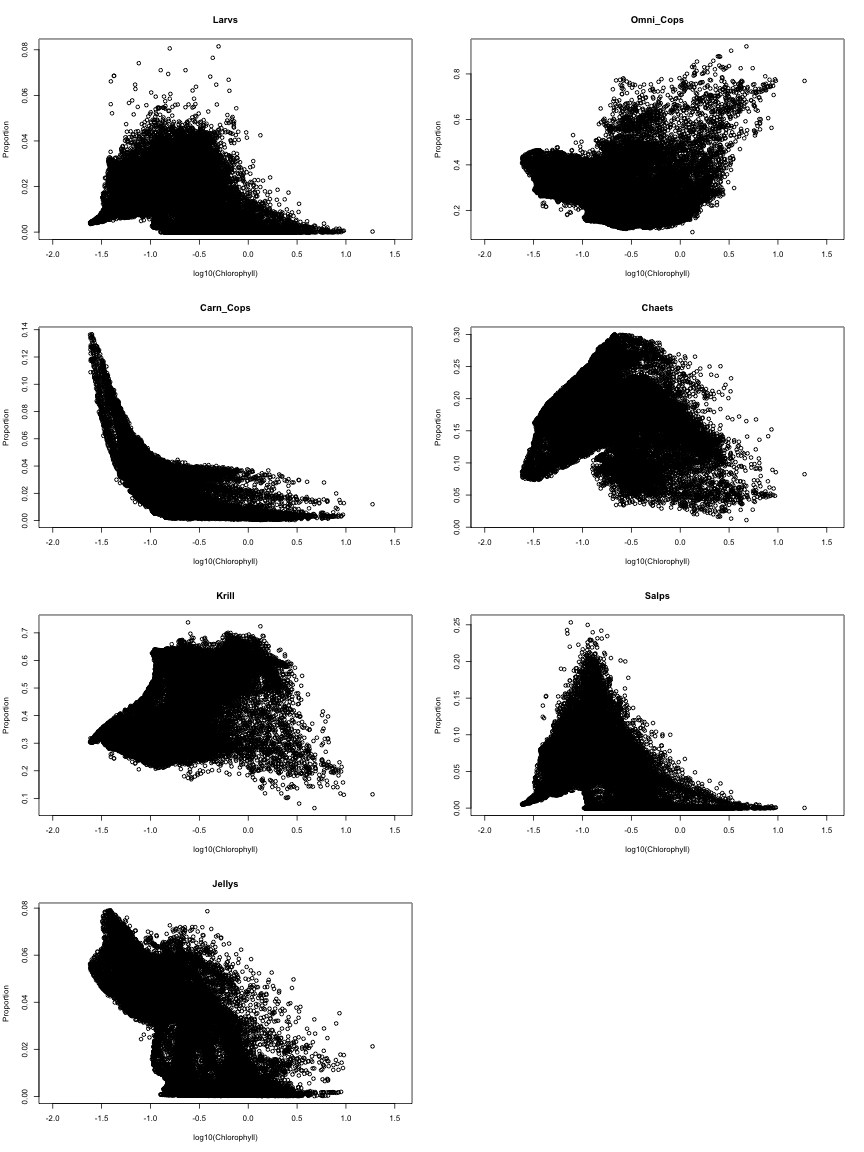 Larvs
Proportion
0.00 0.02 0.04 0.06 0.08
-2.0 -1.5 -1.0 -0.5 0.0 0.5 1.0 1.5
log10(Chlorophyll)
Omni_Cops
Proportion
0.2 0.4 0.6 0.8
-2.0 -1.5 -1.0 -0.5 0.0 0.5 1.0 1.5
log10(Chlorophyll)
Carn_Cops
Proportion
0.00 0.02 0.04 0.06 0.08 0.10 0.12 0.14
-2.0 -1.5 -1.0 -0.5 0.0 0.5 1.0 1.5
log10(Chlorophyll)
Chaets
Proportion
0.00 0.05 0.10 0.15 0.20 0.25 0.30
-2.0 -1.5 -1.0 -0.5 0.0 0.5 1.0 1.5
log10(Chlorophyll)
Krill
Proportion
0.1 0.2 0.3 0.4 0.5 0.6 0.7
-2.0 -1.5 -1.0 -0.5 0.0 0.5 1.0 1.5
log10(Chlorophyll)
Salps
Proportion
0.00 0.05 0.10 0.15 0.20 0.25
-2.0 -1.5 -1.0 -0.5 0.0 0.5 1.0 1.5
log10(Chlorophyll)
Jellys
Proportion
0.00 0.02 0.04 0.06 0.08
-2.0 -1.5 -1.0 -0.5 0.0 0.5 1.0 1.5
log10(Chlorophyll)